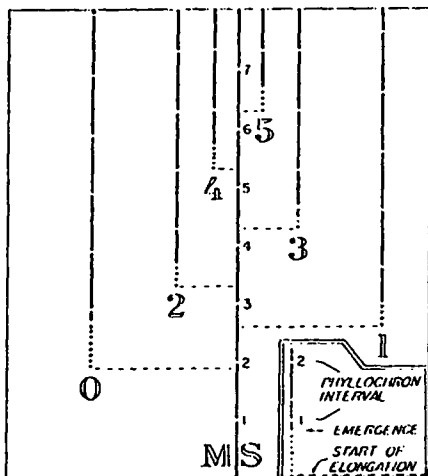 7
6
5
4
5
4
3
2
3
1
2
0
1
M S
2
PHYLLOCHRON
INTERVAL
1
EMERGENCE
START OF
ELONGATION